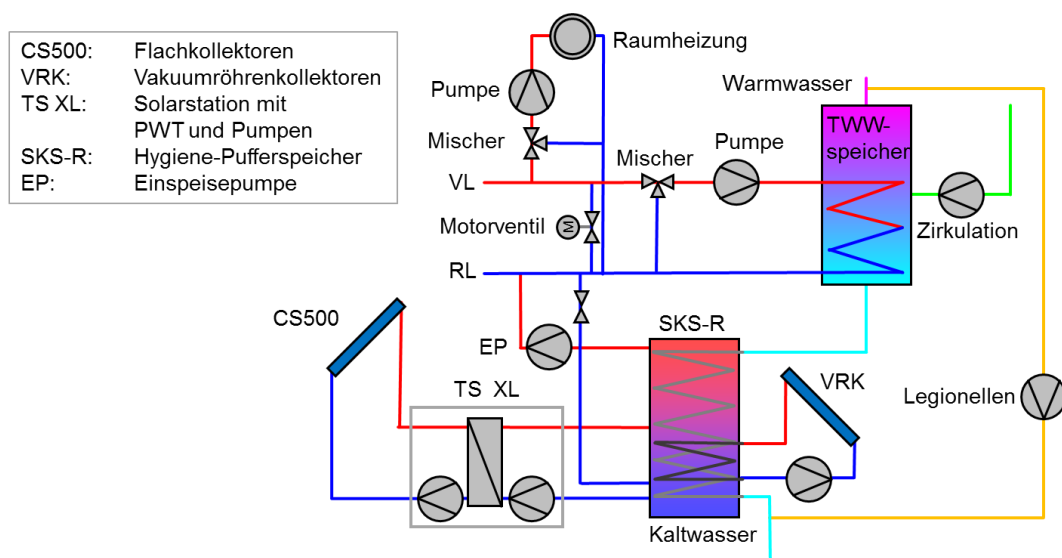 CS500: Flachkollektoren
VRK: Vakuumröhrenkollektoren
TS XL: Solarstation mit
PWT und Pumpen
SKS-R: Hygiene-Pufferspeicher
EP: Einspeisepumpe
Raumheizung
Pumpe
Mischer
VL
Motorventil
M
RL
Mischer
Pumpe
Warmwasser
TWW-
speicher
Zirkulation
CS500
EP
SKS-R
TS XL
VRK
Legionellen
Kaltwasser